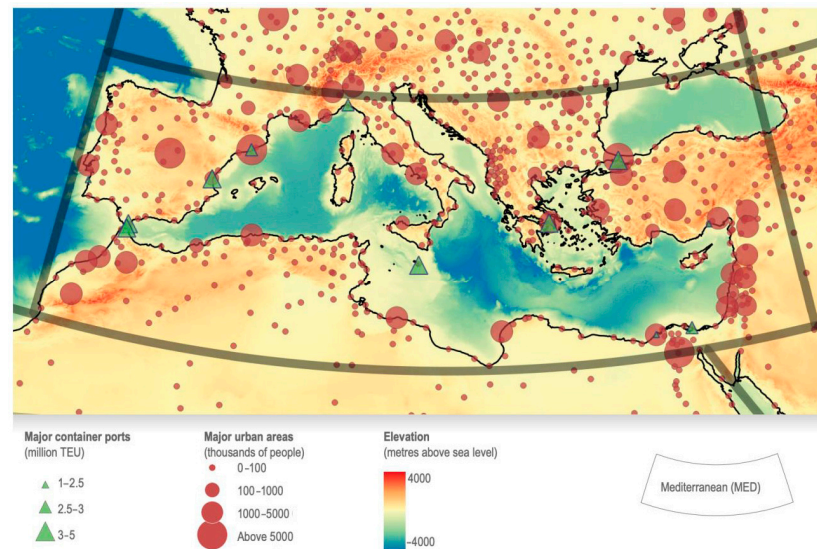 Major container ports
(million TEU)
1–2.5
2.5–3
3–5
Major urban areas
(thousands of people)
0–100
100–1000
1000–5000
Above 5000
Elevation
(metres above sea level)
4000
-4000
Mediterranean (MED)